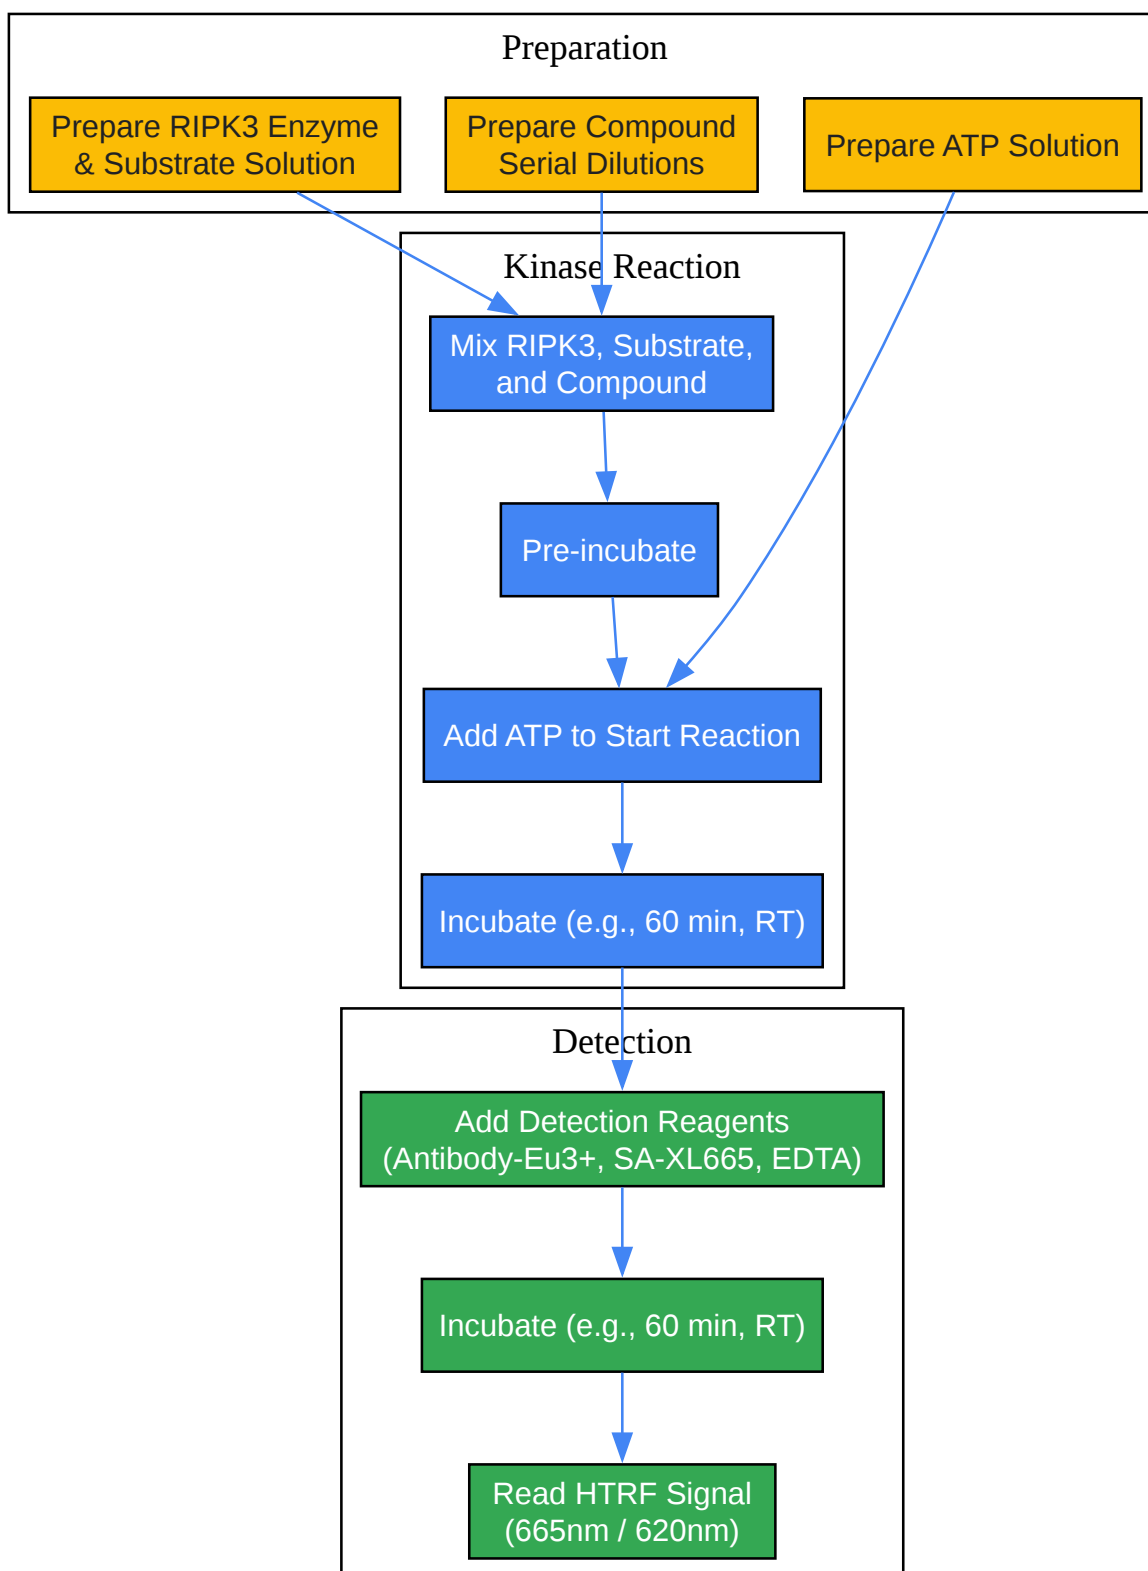 Preparation
Prepare RIPK3 Enzyme
& Substrate Solution
Prepare Compound
Serial Dilutions
Prepare ATP Solution
Kinase Reaction
Mix RIPK3, Substrate,
and Compound
Pre-incubate
Add ATP to Start Reaction
Incubate (e.g., 60 min, RT)
Detection
Add Detection Reagents
(Antibody-Eu3+, SA-XL665, EDTA)
Incubate (e.g., 60 min, RT)
Read HTRF Signal
(665nm / 620nm)